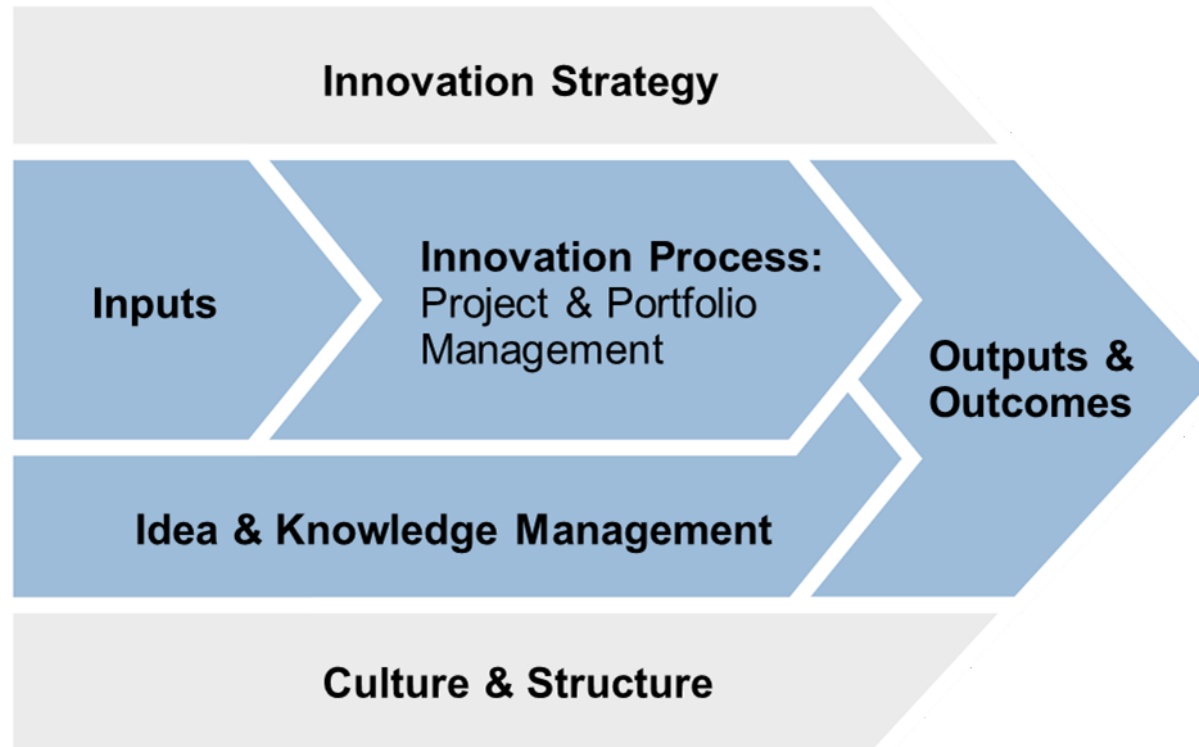 Innovation Strategy
Inputs
Innovation Process:
Project & Portfolio
Management
Outputs &
Outcomes
Idea & Knowledge Management
Culture & Structure